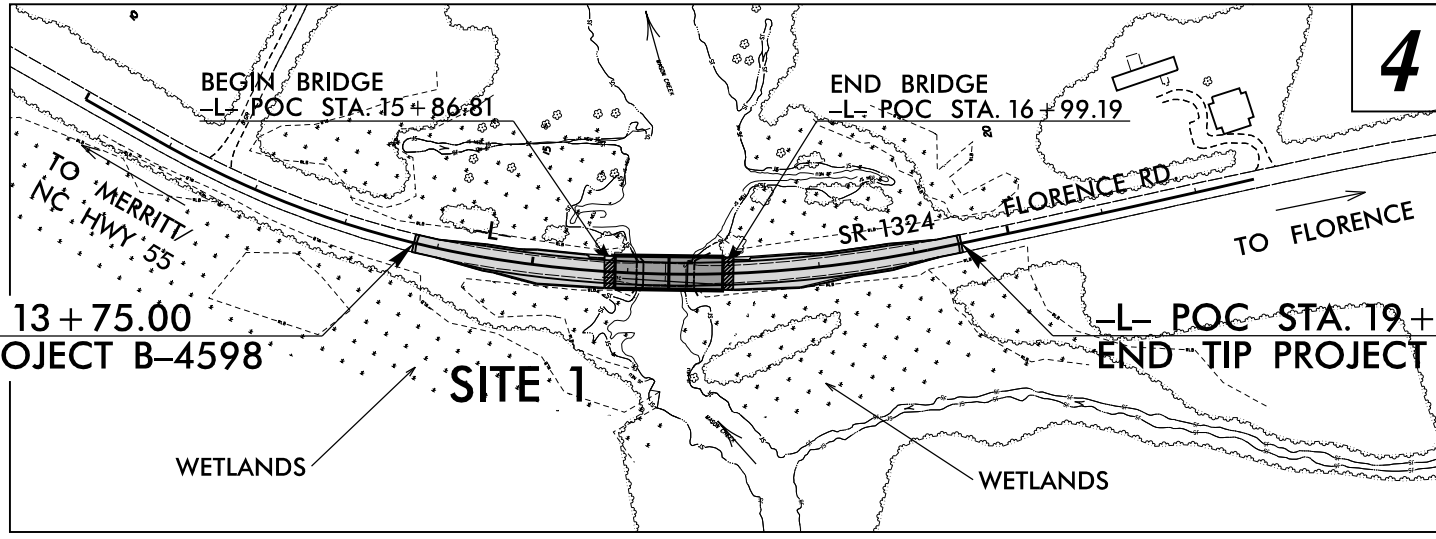 4
BEGIN BRIDGE
-L- POC STA. 15+86.81
END BRIDGE
-L- POC STA. 16+99.19
TO MERRITT/
NC HWY 55
L
SR 1324
FLORENCE RD
TO FLORENCE
13+75.00
OJECT B-4598
SITE 1
-L- POC STA. 19+
END TIP PROJECT
WETLANDS
WETLANDS